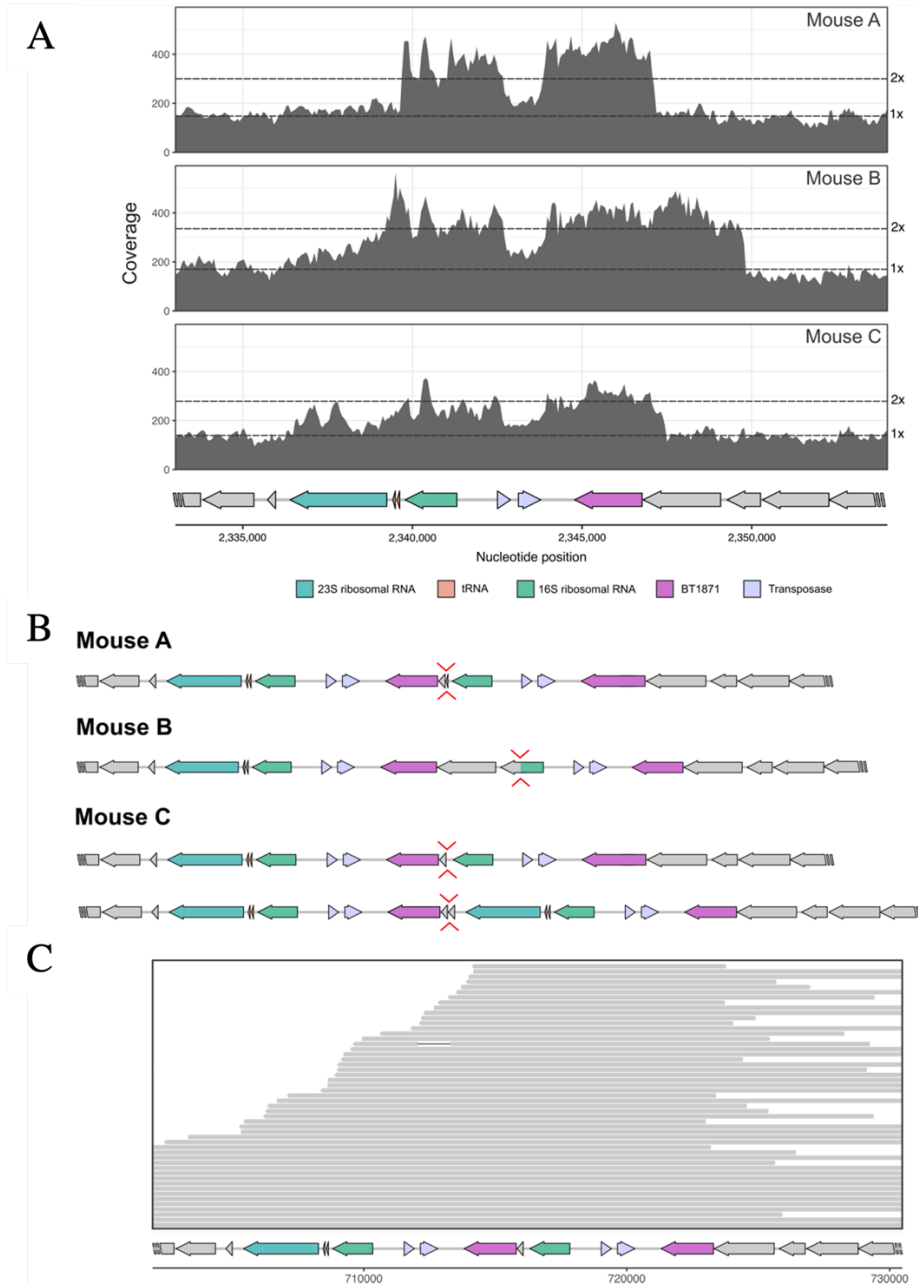 A
Mouse A
400
200
0
2x
1x
Mouse B
400
200
0
2x
1x
Coverage
Mouse C
400
200
0
2x
1x
2,335,000 2,340,000 2,345,000 2,350,000
Nucleotide position
23S ribosomal RNA tRNA 16S ribosomal RNA BT1871 Transposase
B
Mouse A
Mouse B
Mouse C
C
710000 720000 730000